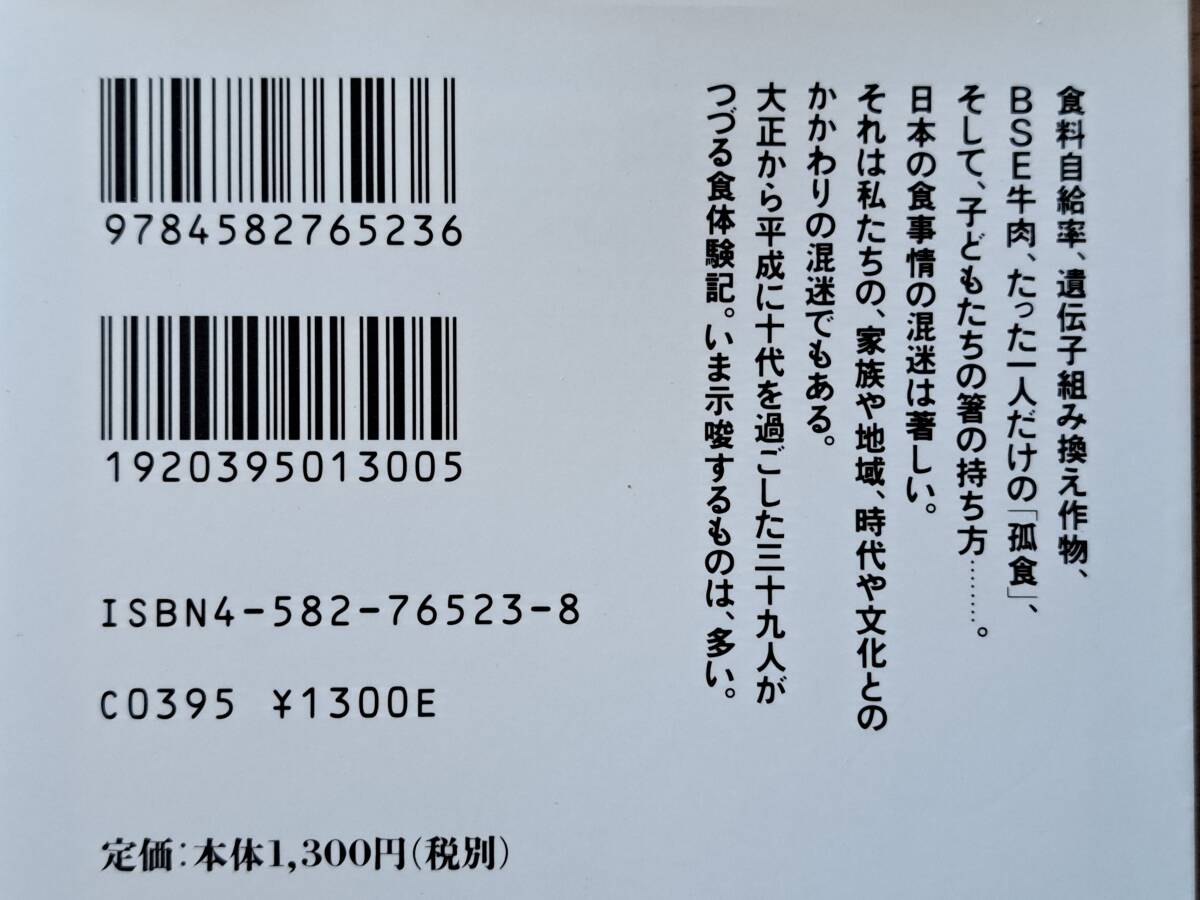 食料自給率、遺伝子組み換え作物、
BSE牛肉、たった一人だけの「孤食」、
そして、子どもたちの箸の持ち方………。
日本の食事情の混迷は著しい。
それは私たちの、家族や地域、時代や文化との
かかわりの混迷でもある。
大正から平成に十代を過ごした三十九人が
つづる食体験記。いま示唆するものは、多い。
9784582765236
1920395013005
ISBN4-582-76523-8
C0395 ¥1300E
定価:本体1,300円(税別)